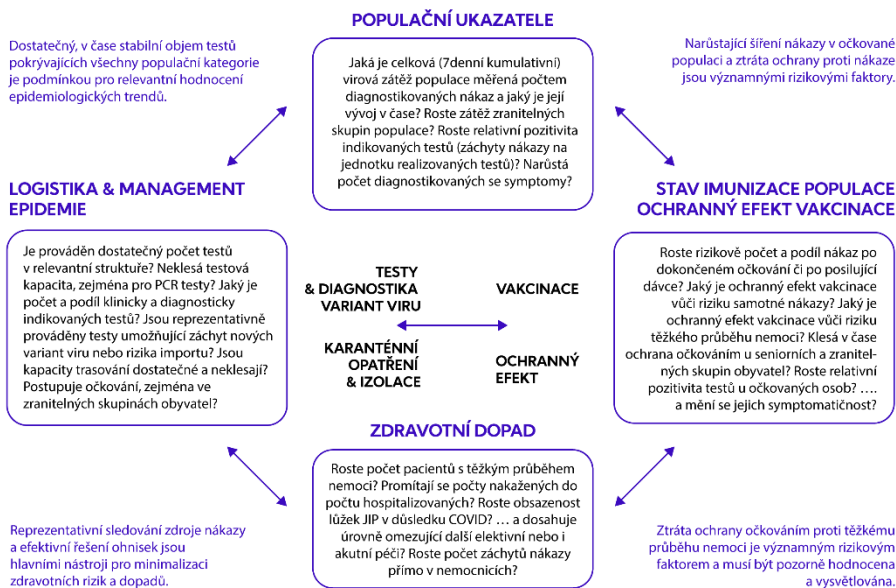 POPULAČNÍ UKAZATELE
Dostatečný, v čase stabilní objem testů
pokrývajících všechny populační kategorie
je podmínkou pro relevantní hodnocení
epidemiologických trendů.
Jaká je celková (7denní kumulativní)
virová zátěž populace měřená počtem
diagnostikovaných nákaz a jaký je její
vývoj v čase? Roste zátěž zranitelných
skupin populace? Roste relativní pozitivita
indikovaných testů (záchyty nákazy na
jednotku realizovaných testů)? Narůstá
počet diagnostikovaných se symptomy?
Narůstající šíření nákazy v očkované
populaci a ztráta ochrany proti nákaze
jsou významnými rizikovými faktory.
LOGISTIKA & MANAGEMENT
EPIDEMIE
Je prováděn dostatečný počet testů
v relevantní struktuře? Neklesá testová
kapacita, zejména pro PCR testy? Jaký je
počet a podíl klinicky a diagnosticky
indikovaných testů? Jsou reprezentativně
prováděny testy umožňující záchyt nových
variant viru nebo rizika importu? Jsou
kapacity trasování dostatečné a neklesají?
Postupuje očkování, zejména ve
zranitelných skupinách obyvatel?
TESTY
& DIAGNOSTIKA
VARIANT VIRU
VAKCINACE
KARANTÉNNÍ
OPATŘENÍ
& IZOLACE
OCHRANNÝ
EFEKT
STAV IMUNIZACE POPULACE
OCHRANNÝ EFEKT VAKCINACE
Roste rizikově počet a podíl nákaz po
dokončeném očkování či po posilující
dávce? Jaký je ochranný efekt vakcinace
vůči riziku samotné nákazy? Jaký je
ochranný efekt vakcinace vůči riziku
těžkého průběhu nemoci? Klesá v čase
ochrana očkováním u seniorních a zranitel-
ných skupin obyvatel? Roste relativní
pozitivita testů u očkovaných osob? ….
a mění se jejich symptomatičnost?
ZDRAVOTNÍ DOPAD
Roste počet pacientů s těžkým průběhem
nemoci? Promítají se počty nakažených do
počtu hospitalizovaných? Roste obsazenost
lůžek JIP v důsledku COVID? … a dosahuje
úrovně omezující další elektivní nebo i
akutní péči? Roste počet záchytů nákazy
přímo v nemocnicích?
Reprezentativní sledování zdroje nákazy
a efektivní řešení ohnisek jsou
hlavními nástroji pro minimalizaci
zdravotních rizik a dopadů.
Ztráta ochrany očkováním proti těžkému
průběhu nemoci je významným rizikovým
faktorem a musí být pozorně hodnocena
a vysvětlována.